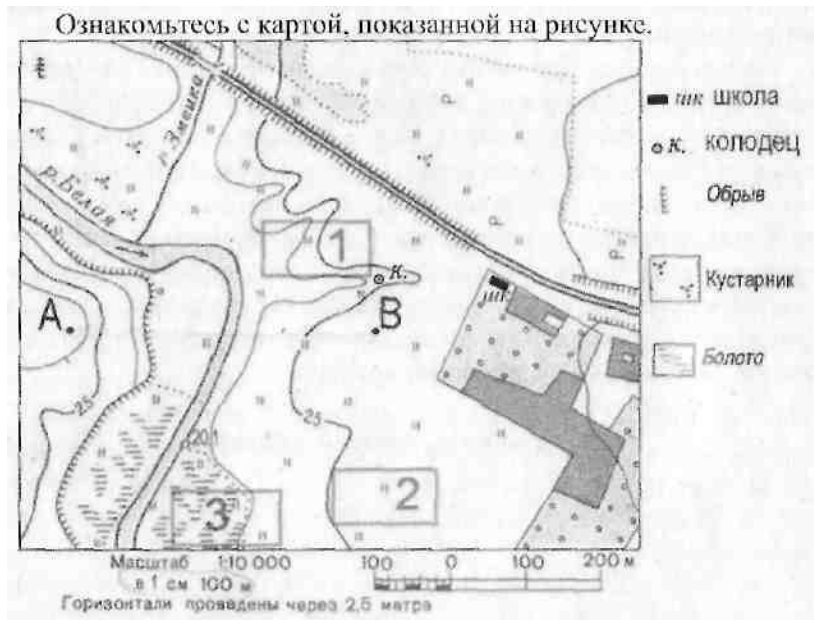 Ознакомьтесь с картой, показанной на рисунке.
р. Змейка
р. Белая
1
к.
А
В
шк
25
25
201
2
3
шк школа
К. колодец
Обрыв
Кустарник
Болота
Масштаб 1:10 000
в 1 см 100 м
100 0 100 200 м
Горизонтали проведены через 2,5 метра